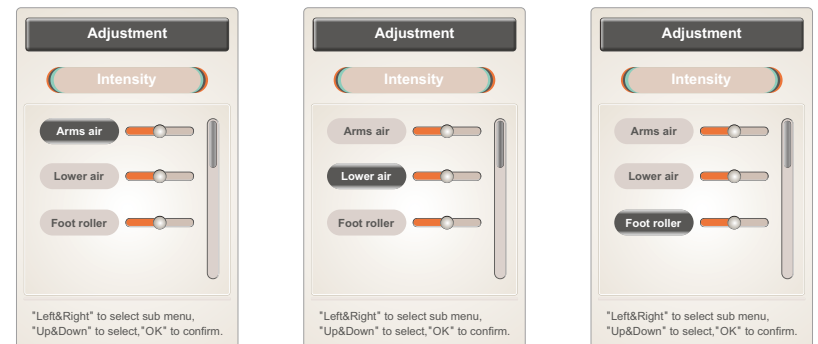 Adjustment
Intensity
Arms air
Lower air
Foot roller
"Left&Right" to select sub menu,
"Up&Down" to select,"OK" to confirm.
Adjustment
Intensity
Arms air
Lower air
Foot roller
"Left&Right" to select sub menu,
"Up&Down" to select,"OK" to confirm.
Adjustment
Intensity
Arms air
Lower air
Foot roller
"Left&Right" to select sub menu,
"Up&Down" to select,"OK" to confirm.